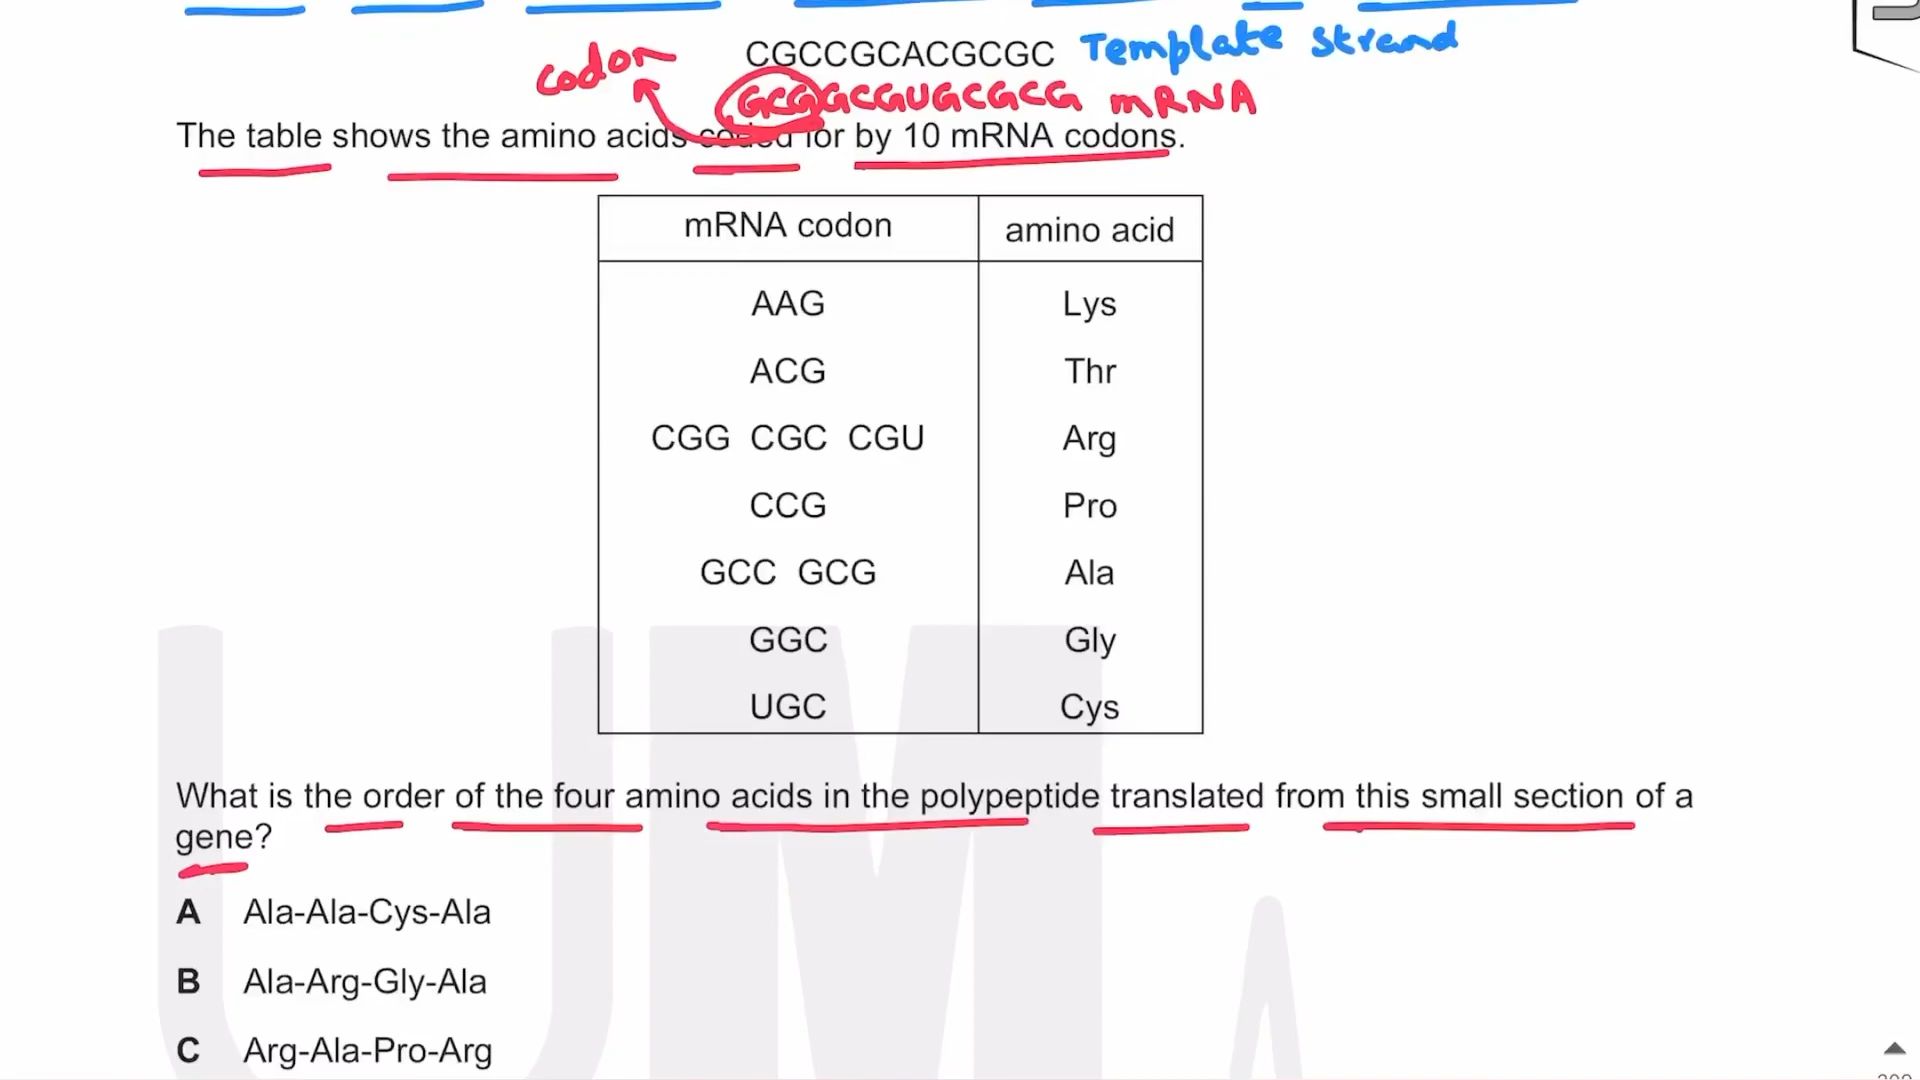 CGCCGCACGCGC Template strand
codon
GCGGCGUGCGCG mRNA
The table shows the amino acids coded for by 10 mRNA codons.
mRNA codon amino acid
AAG Lys
ACG Thr
CGG CGC CGU Arg
CCG Pro
GCC GCG Ala
GGC Gly
UGC Cys
What is the order of the four amino acids in the polypeptide translated from this small section of a
gene?
A Ala-Ala-Cys-Ala
B Ala-Arg-Gly-Ala
C Arg-Ala-Pro-Arg